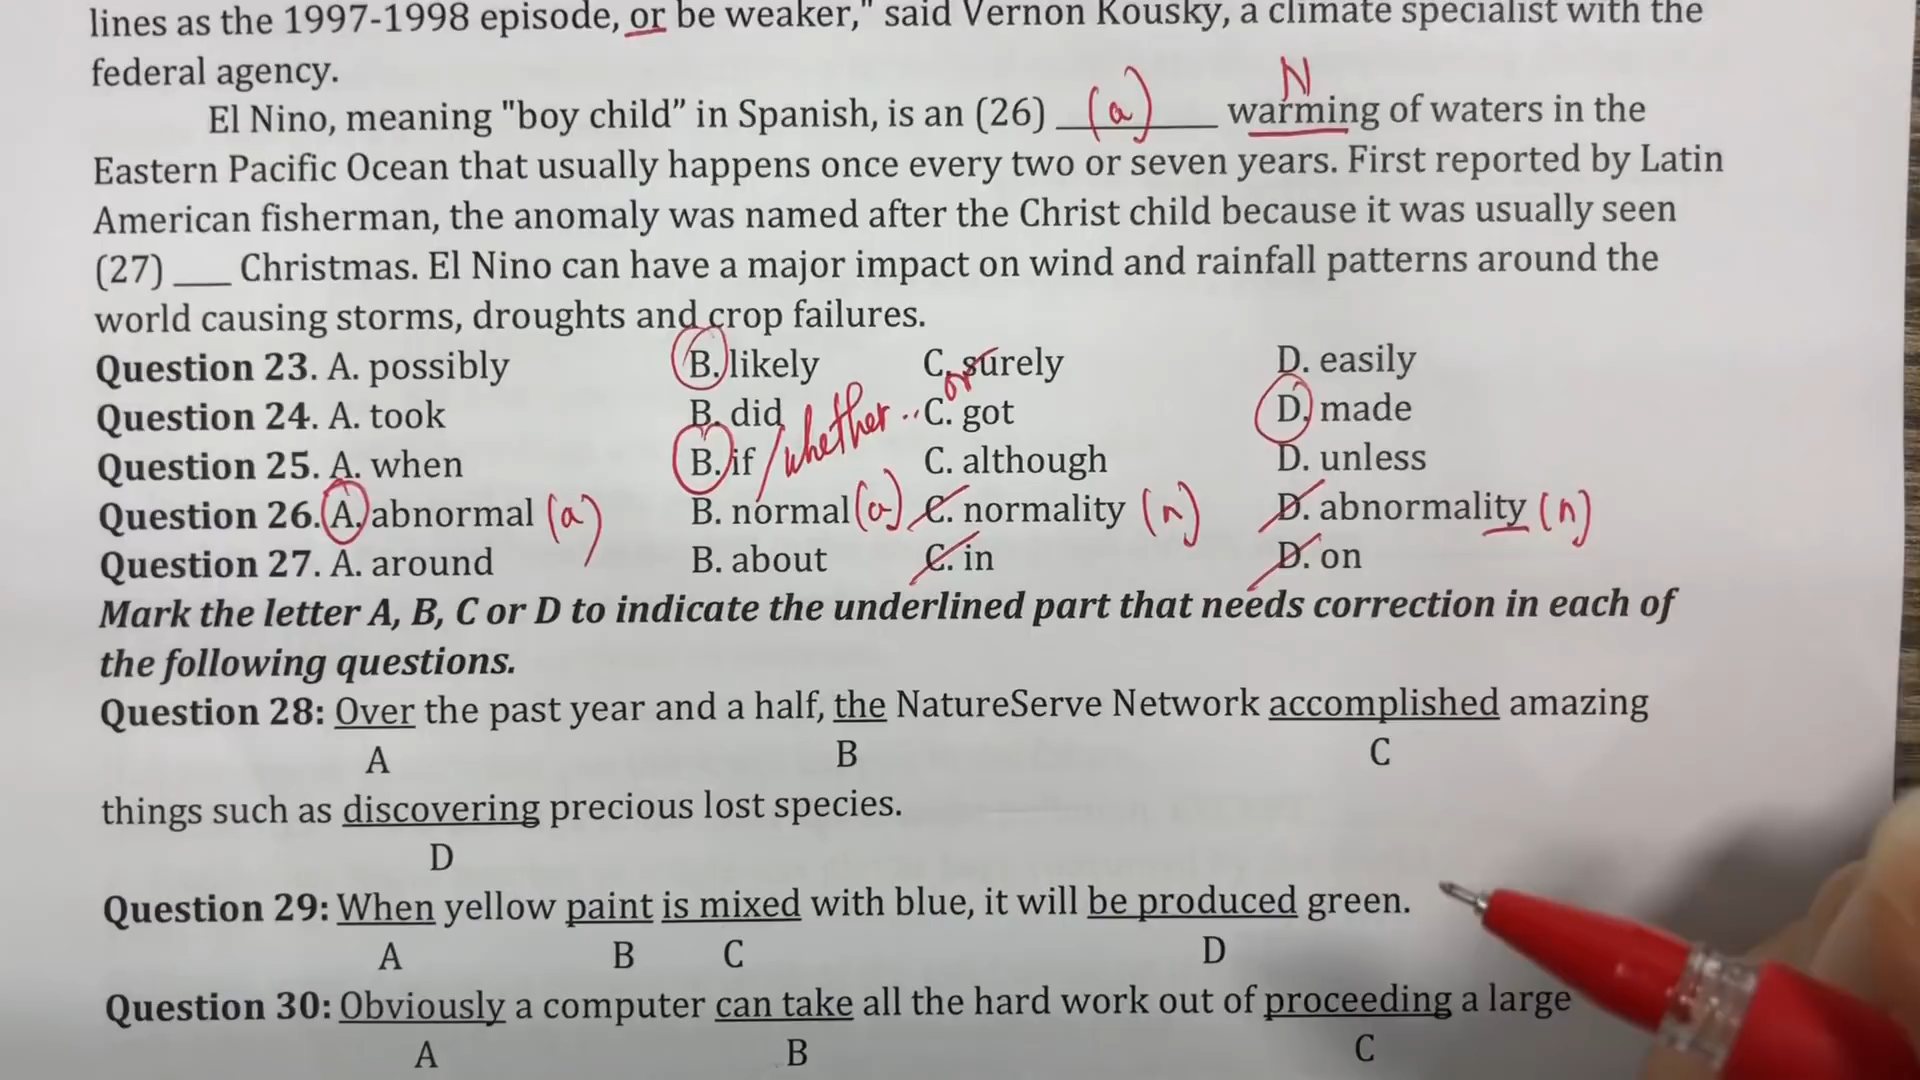 lines as the 1997-1998 episode, or be weaker," said Vernon Kousky, a climate specialist with the
federal agency.
N
El Nino, meaning "boy child" in Spanish, is an (26) ___(a)___ warming of waters in the
Eastern Pacific Ocean that usually happens once every two or seven years. First reported by Latin
American fisherman, the anomaly was named after the Christ child because it was usually seen
(27) ___ Christmas. El Nino can have a major impact on wind and rainfall patterns around the
world causing storms, droughts and crop failures.
Question 23. A. possibly B. likely C. surely D. easily
or
Question 24. A. took B. did whether .. C. got D. made
Question 25. A. when B. if / C. although D. unless
Question 26. A. abnormal (a) B. normal (a) C. normality (n) D. abnormality (n)
Question 27. A. around B. about C. in D. on
Mark the letter A, B, C or D to indicate the underlined part that needs correction in each of
the following questions.
Question 28: Over the past year and a half, the NatureServe Network accomplished amazing
A B C
things such as discovering precious lost species.
D
Question 29: When yellow paint is mixed with blue, it will be produced green.
A B C D
Question 30: Obviously a computer can take all the hard work out of proceeding a large
A B C